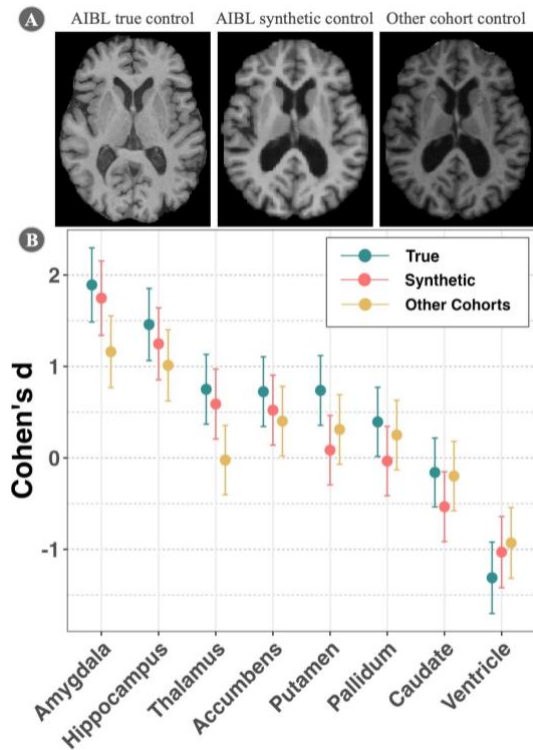 A
AIBL true control
AIBL synthetic control
Other cohort control
B
True
Synthetic
Other Cohorts
2
1
0
-1
Cohen's d
Amygdala
Hippocampus
Thalamus
Accumbens
Putamen
Pallidum
Caudate
Ventricle